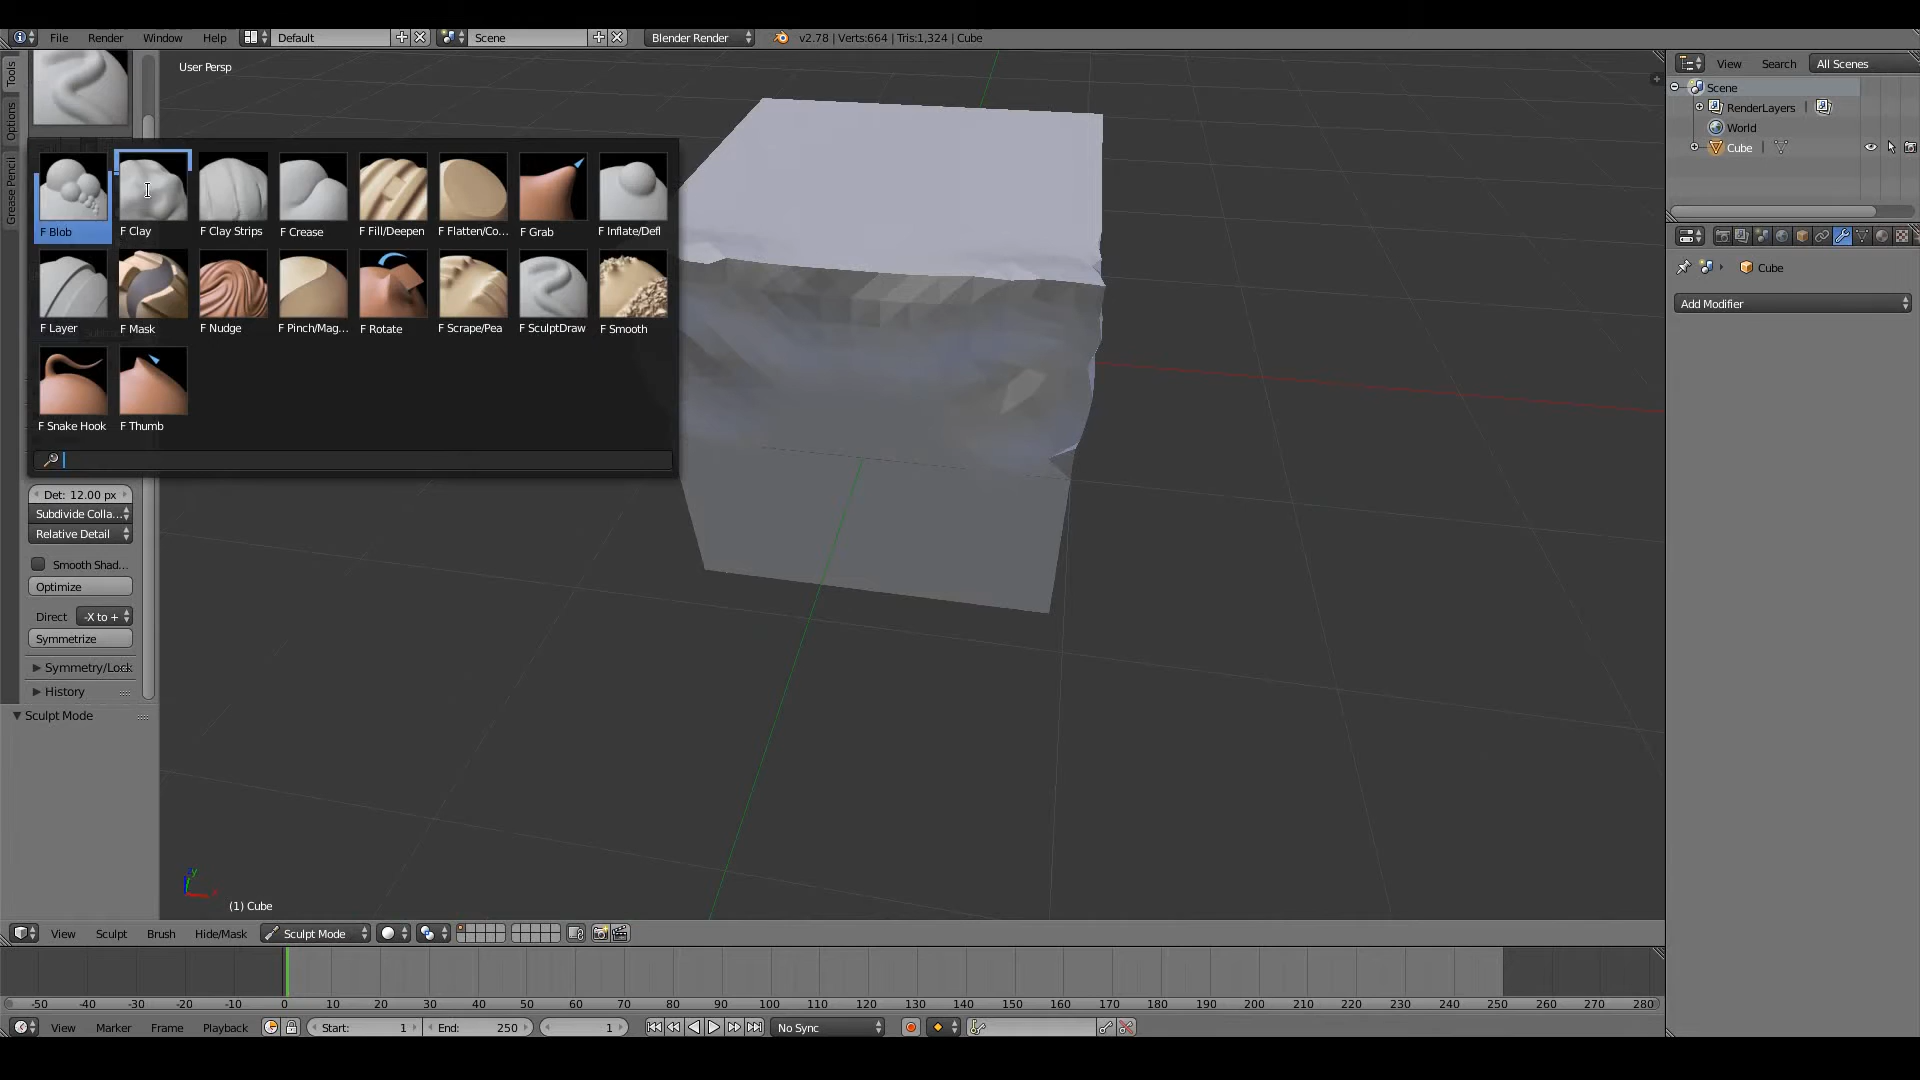 File Render Window Help Default Scene Blender Render v2.78 | Verts:664 | Tris:1,324 | Cube
Tools
Options
Grease Pencil
User Persp
F Blob F Clay F Clay Strips F Crease F Fill/Deepen F Flatten/Co... F Grab F Inflate/Defl
F Layer F Mask F Nudge F Pinch/Mag... F Rotate F Scrape/Pea F SculptDraw F Smooth
F Snake Hook F Thumb
Det: 12.00 px
Subdivide Colla...
Relative Detail
Smooth Shad...
Optimize
Direct -X to +
Symmetrize
Symmetry/Lock
History
Sculpt Mode
(1) Cube
View Search All Scenes
Scene
RenderLayers |
World
Cube
Cube
Add Modifier
View Sculpt Brush Hide/Mask Sculpt Mode
-50 -40 -30 -20 -10 0 10 20 30 40 50 60 70 80 90 100 110 120 130 140 150 160 170 180 190 200 210 220 230 240 250 260 270 280
View Marker Frame Playback Start: 1 End: 250 1 No Sync